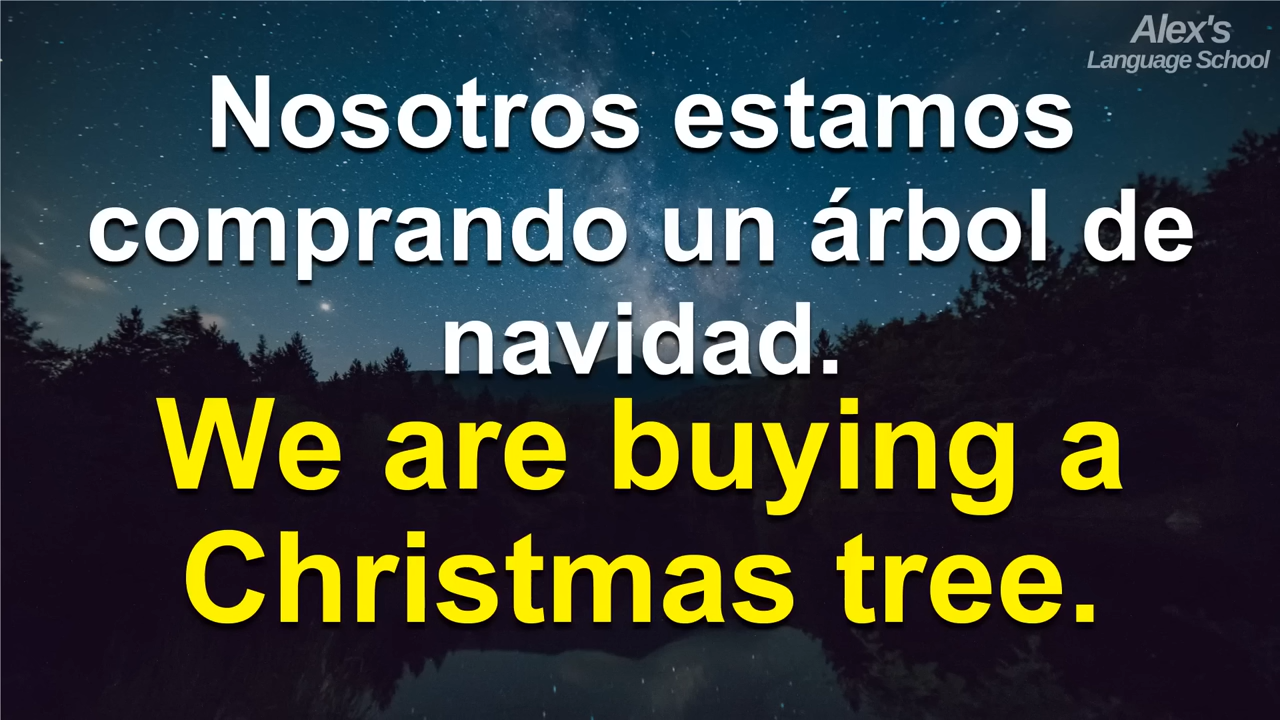 Alex's
Language School
Nosotros estamos
comprando un árbol de
navidad.
We are buying a
Christmas tree.